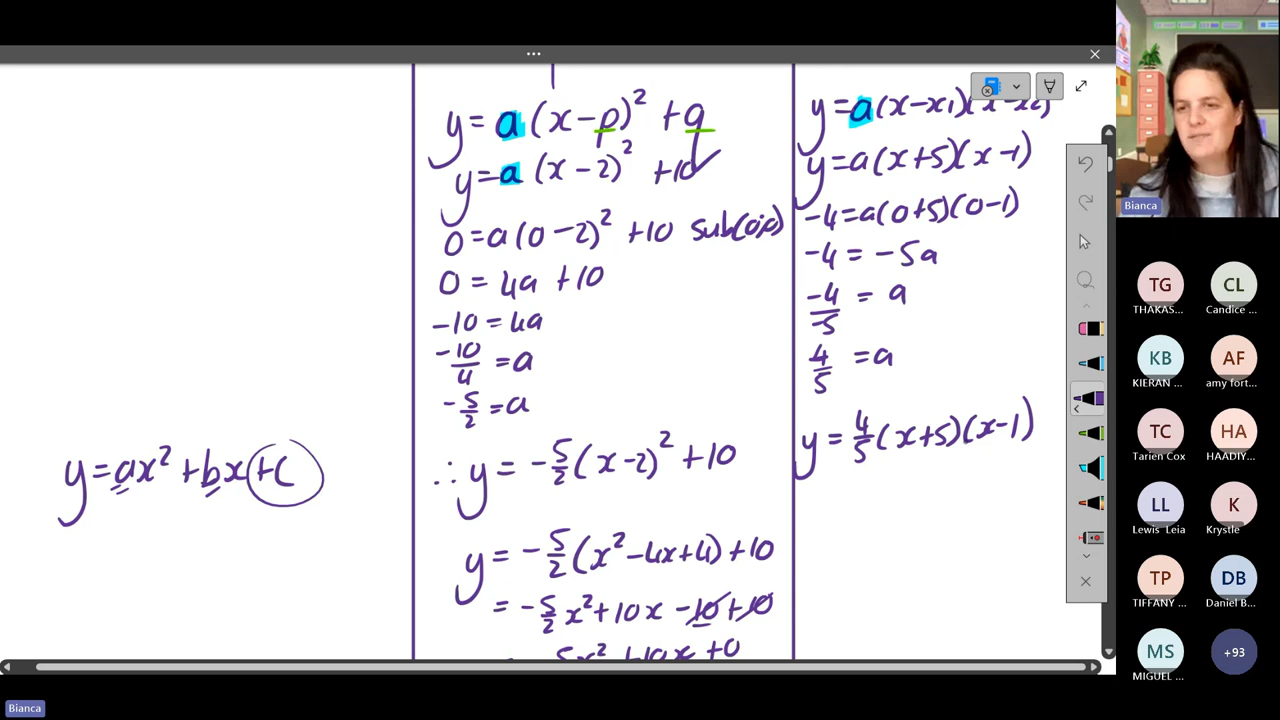 y = ax² + bx + c
y = a(x - p)² + q
y = a(x - 2)² + 10
0 = a(0 - 2)² + 10 sub(0;0)
0 = 4a + 10
-10 = 4a
-10/4 = a
-5/2 = a
∴ y = -5/2(x - 2)² + 10
y = -5/2(x² - 4x + 4) + 10
= -5/2x² + 10x - 10 + 10
y = a(x - x1)(x - x2)
y = a(x + 5)(x - 1)
-4 = a(0 + 5)(0 - 1)
-4 = -5a
-4/-5 = a
4/5 = a
y = 4/5(x + 5)(x - 1)
Bianca
TG
THAKAS...
CL
Candice ...
KB
KIERAN ...
AF
amy fort...
TC
Tarien Cox
HA
HAADIY...
LL
Lewis Leia
K
Krystle
TP
TIFFANY ...
DB
Daniel B...
MS
MIGUEL ...
+93
Bianca